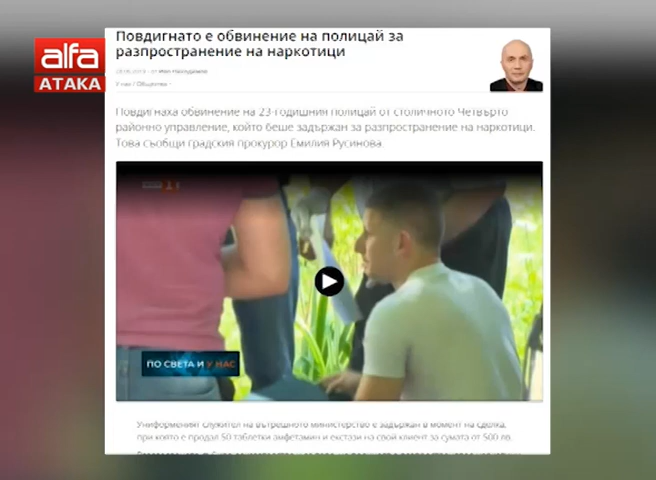 Повдигнато е обвинение на полицай за
разпространение на наркотици
alfa
АТАКА
У нас / Общество
Повдигнаха обвинение на 23-годишния полицай от столичното Четвърто
районно управление, който беше задържан за разпространение на наркотици.
Това съобщи градския прокурор Емилия Русинова.
ПО СВЕТА И У НАС
Униформеният служител на вътрешното министерство е задържан в момент на сделка,
при която е продал 50 таблетки амфетамин и екстази на свой клиент за сумата от 500 лв.